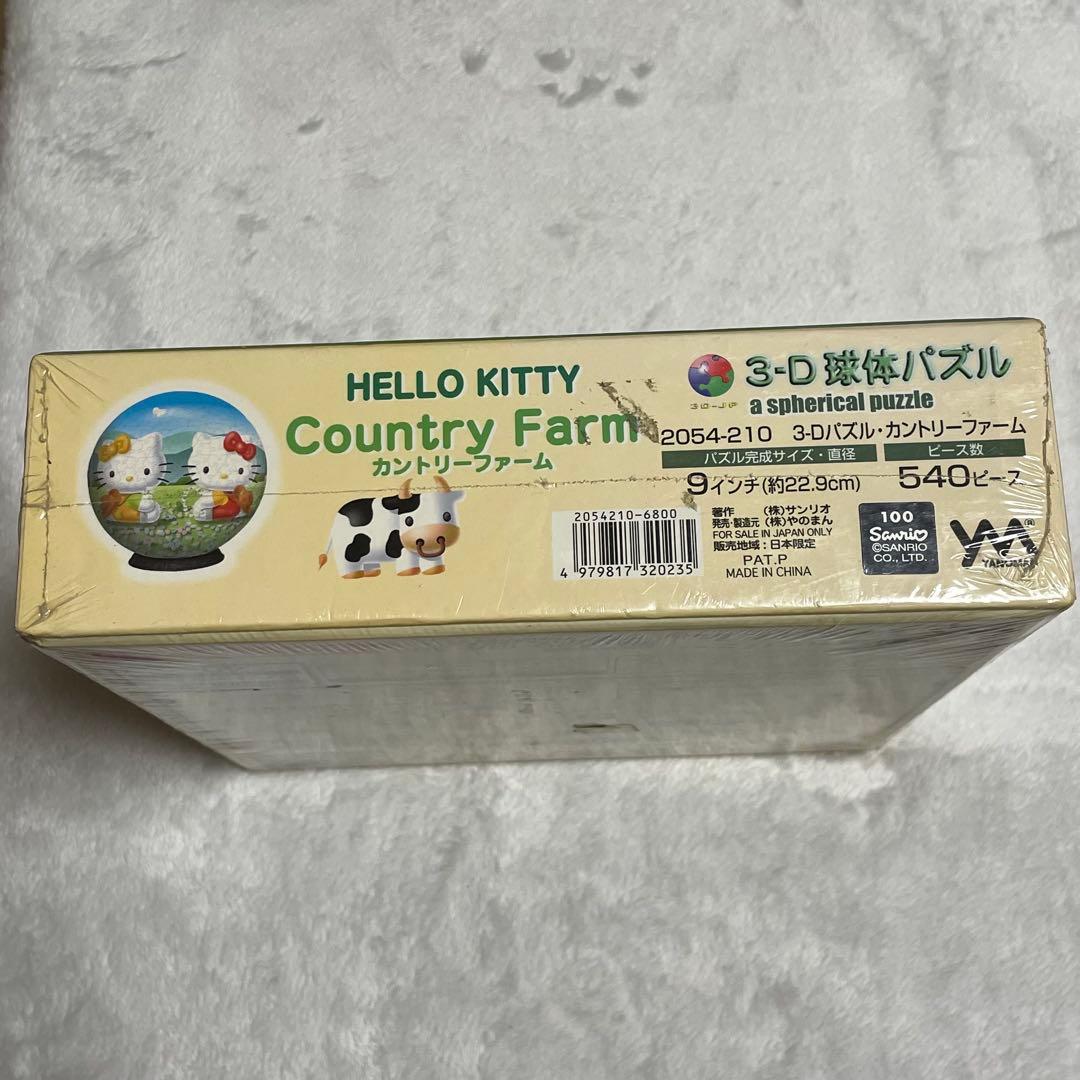 HELLO KITTY
Country Farm
カントリーファーム
3D-JP
3-D 球体パズル
a spherical puzzle
2054-210 3-Dパズル・カントリーファーム
パズル完成サイズ・直径
9インチ(約22.9cm)
ピース数
540ピース
2054210-6800
4 979817 320235
著作 (株)サンリオ
発売・製造元 (株)やのまん
FOR SALE IN JAPAN ONLY
販売地域:日本限定
PAT.P
MADE IN CHINA
100
Sanrio
©SANRIO
CO., LTD.
YM®
YANOMAN